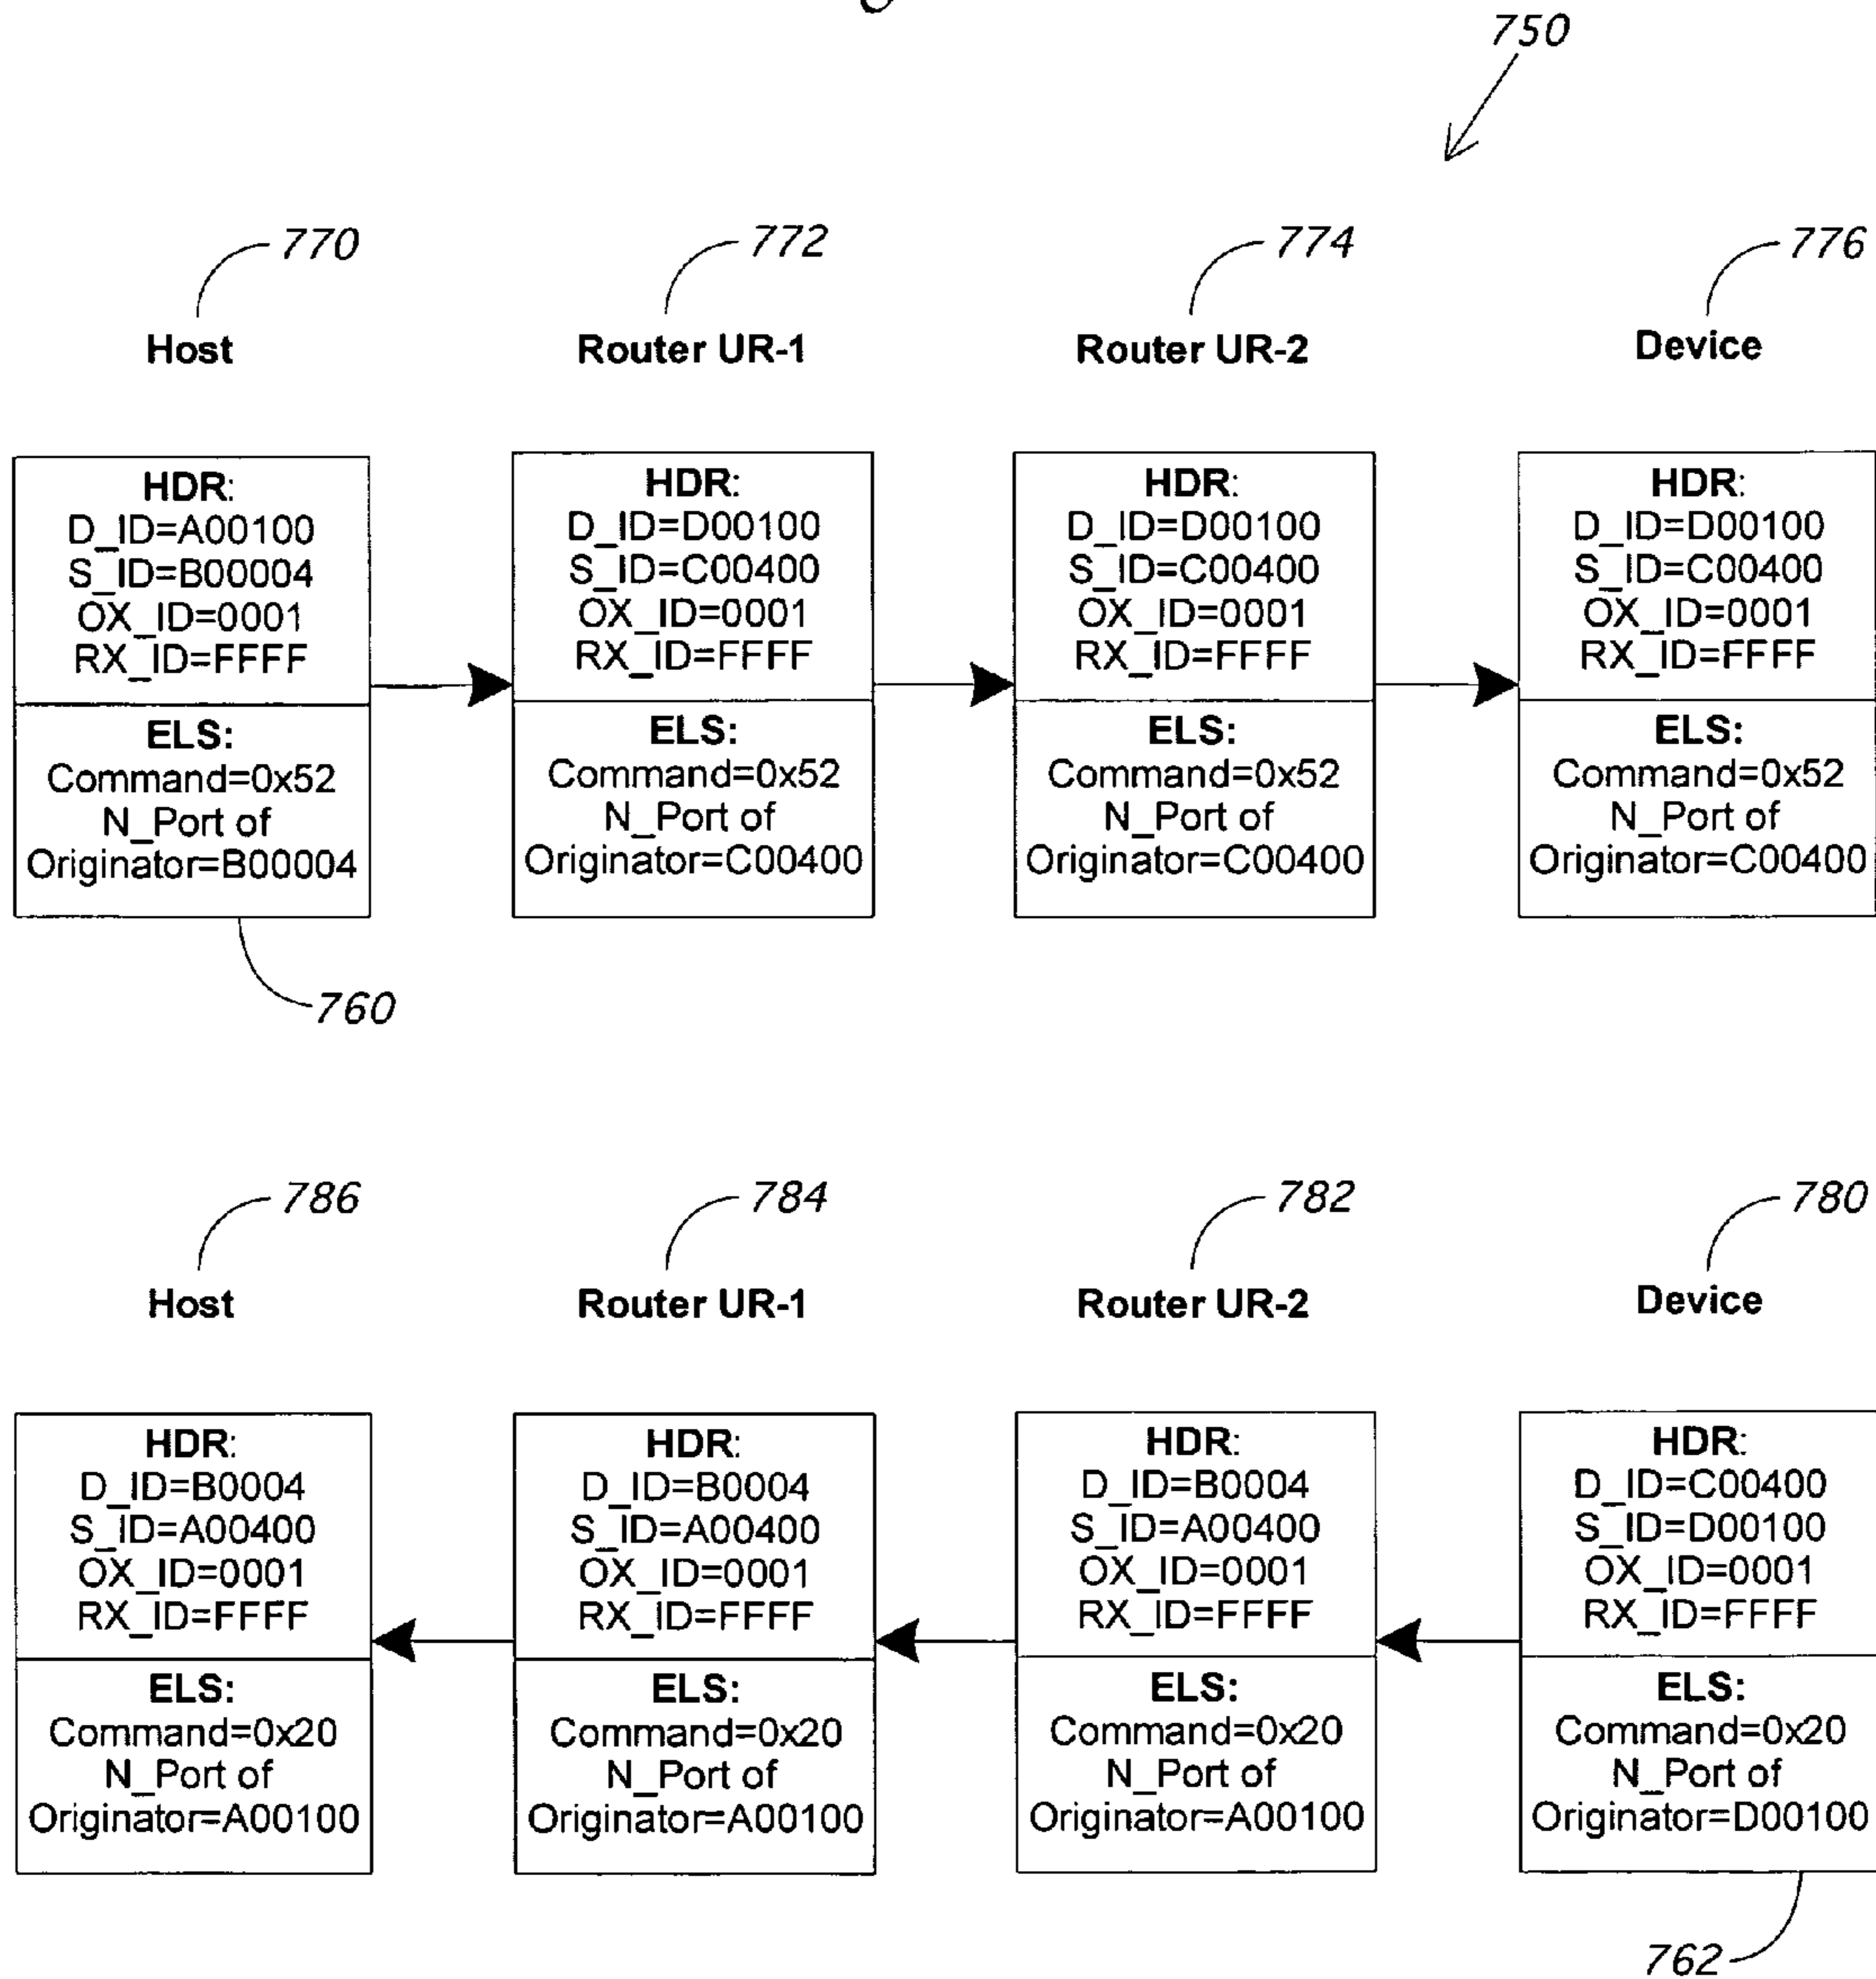 750
770
772
774
776
Host
Router UR-1
Router UR-2
Device
HDR:
D_ID=A00100
S_ID=B00004
OX_ID=0001
RX_ID=FFFF
ELS:
Command=0x52
N_Port of
Originator=B00004
HDR:
D_ID=D00100
S_ID=C00400
OX_ID=0001
RX_ID=FFFF
ELS:
Command=0x52
N_Port of
Originator=C00400
HDR:
D_ID=D00100
S_ID=C00400
OX_ID=0001
RX_ID=FFFF
ELS:
Command=0x52
N_Port of
Originator=C00400
HDR:
D_ID=D00100
S_ID=C00400
OX_ID=0001
RX_ID=FFFF
ELS:
Command=0x52
N_Port of
Originator=C00400
760
786
784
782
780
Host
Router UR-1
Router UR-2
Device
HDR:
D_ID=B0004
S_ID=A00400
OX_ID=0001
RX_ID=FFFF
ELS:
Command=0x20
N_Port of
Originator=A00100
HDR:
D_ID=B0004
S_ID=A00400
OX_ID=0001
RX_ID=FFFF
ELS:
Command=0x20
N_Port of
Originator=A00100
HDR:
D_ID=B0004
S_ID=A00400
OX_ID=0001
RX_ID=FFFF
ELS:
Command=0x20
N_Port of
Originator=A00100
HDR:
D_ID=C00400
S_ID=D00100
OX_ID=0001
RX_ID=FFFF
ELS:
Command=0x20
N_Port of
Originator=D00100
762